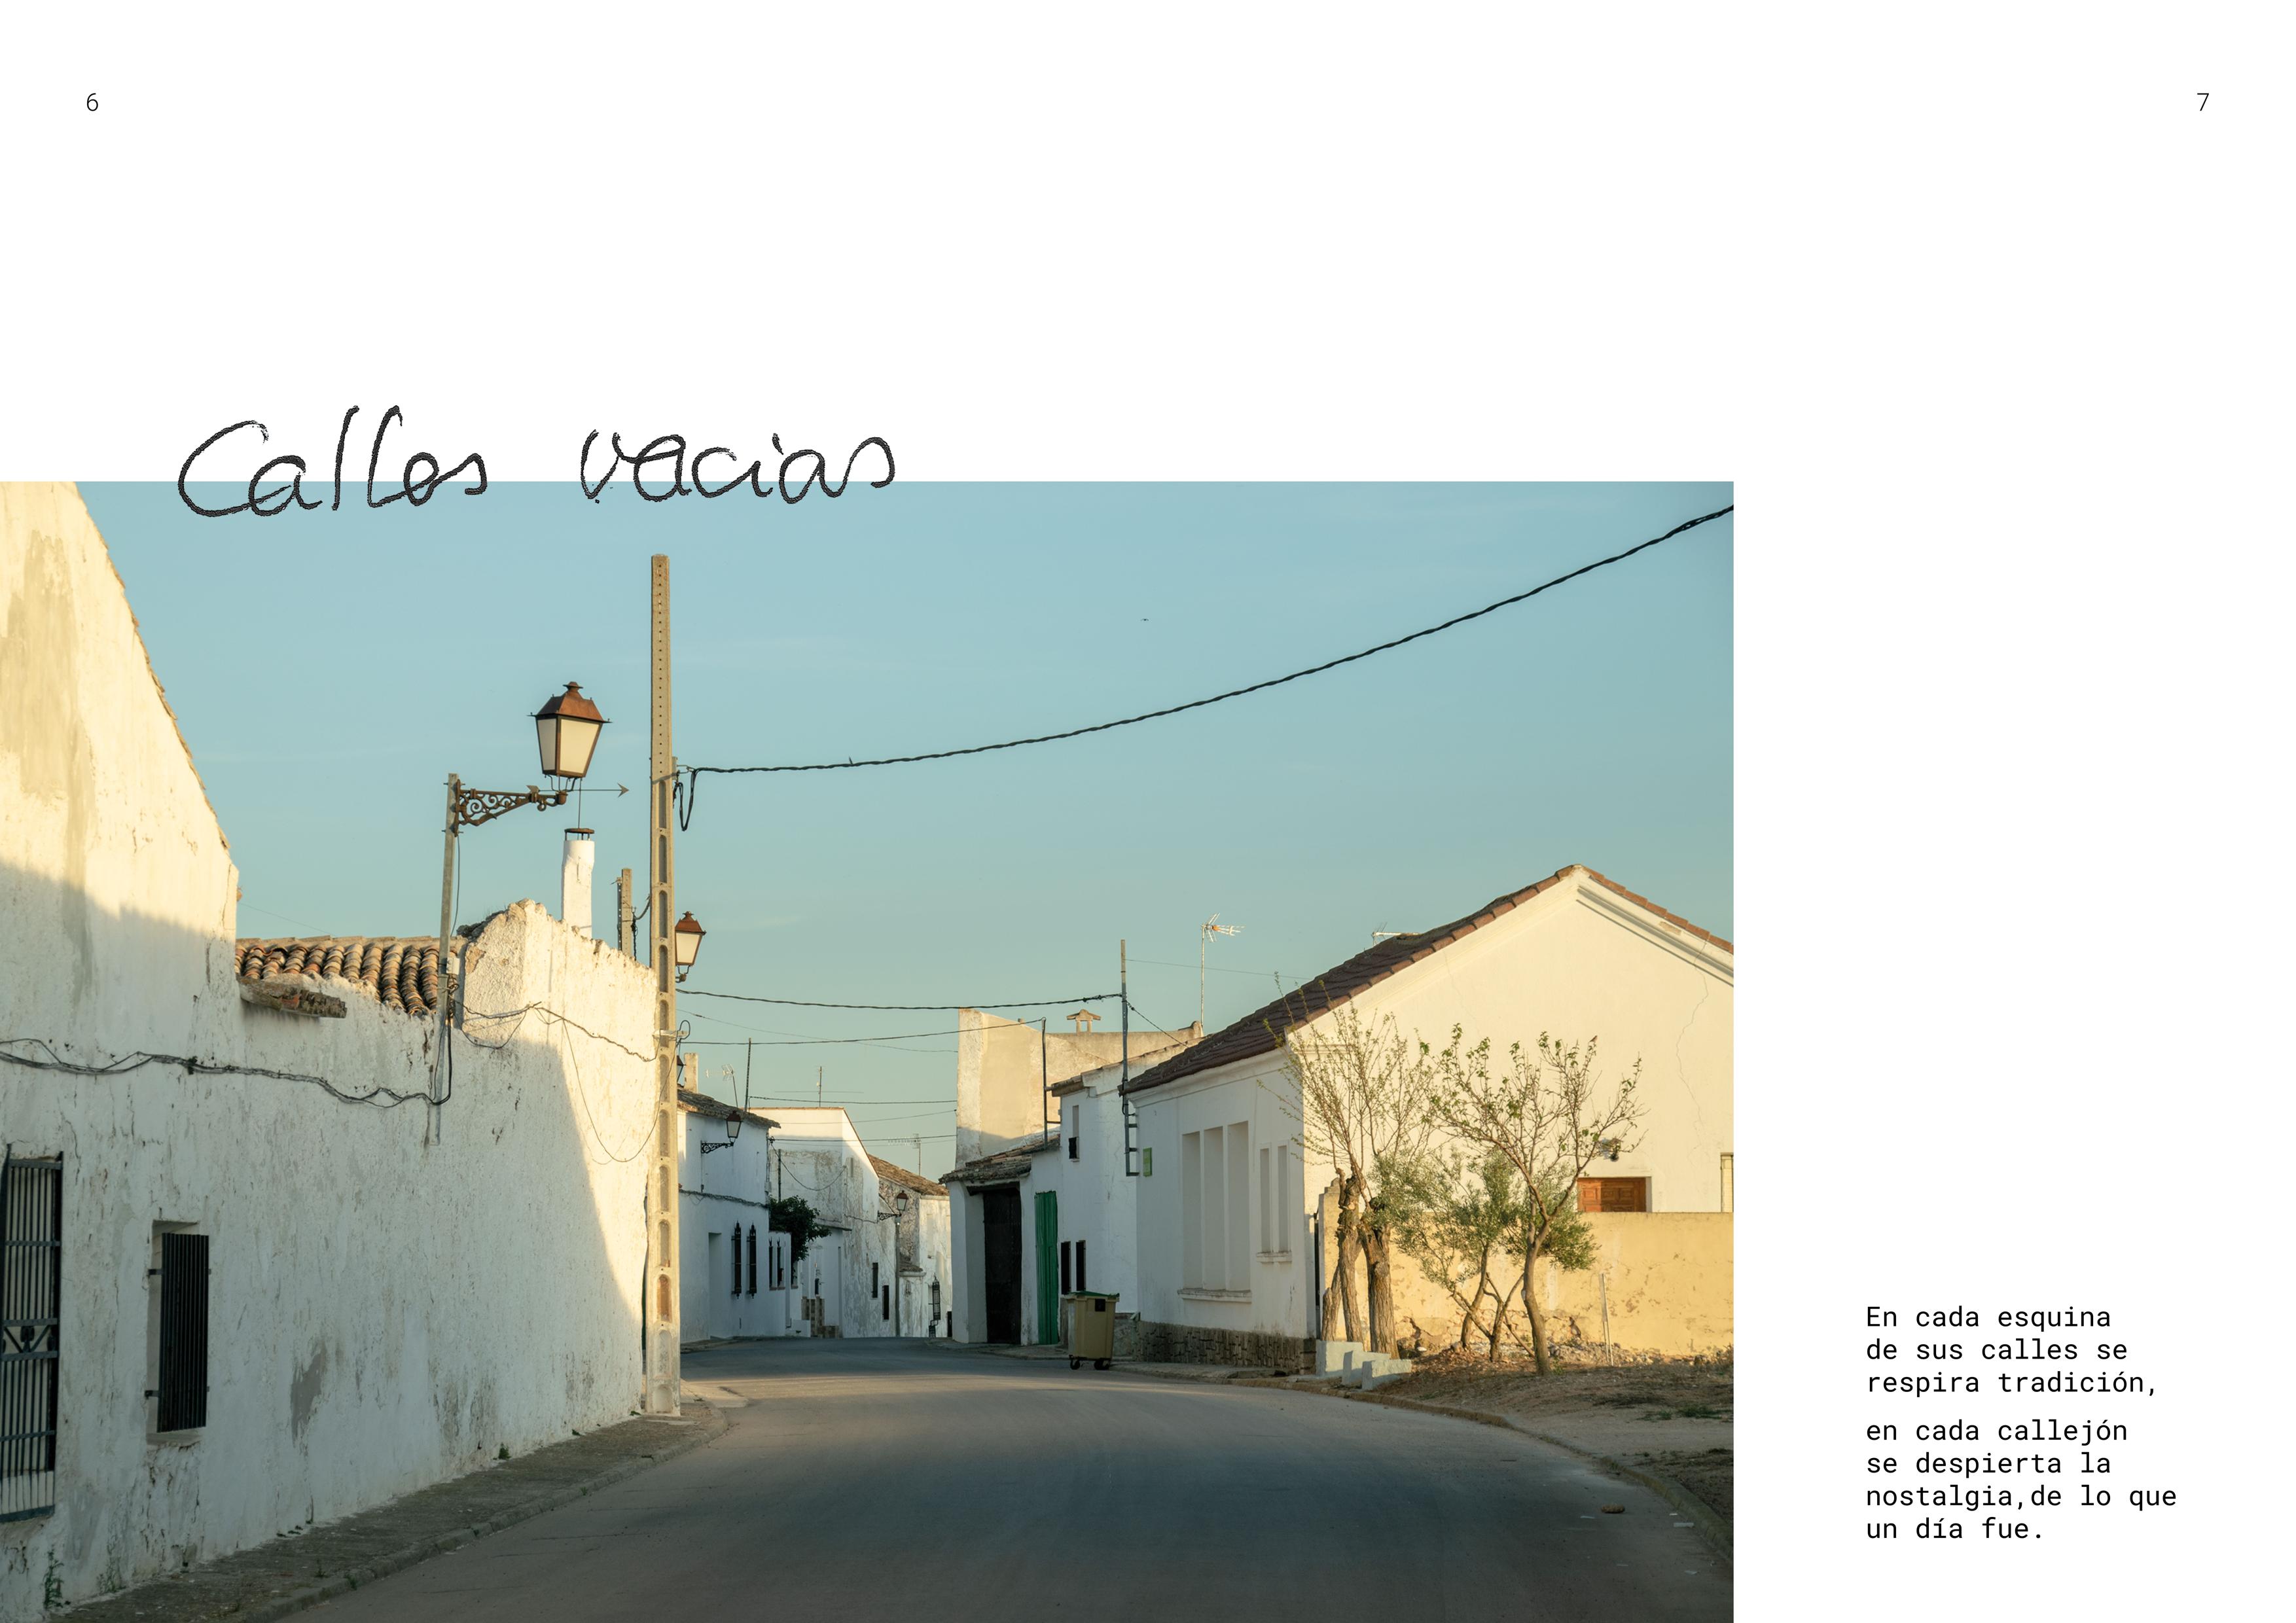 6
7
Calles vacias
En cada esquina
de sus calles se
respira tradición,
en cada callejón
se despierta la
nostalgia,de lo que
un día fue.